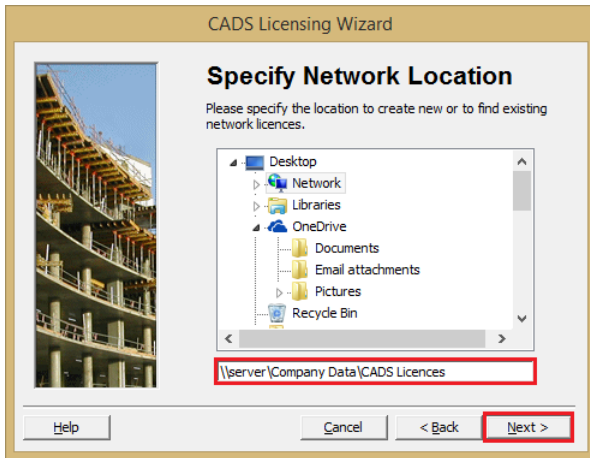 CADS Licensing Wizard
Specify Network Location
Please specify the location to create new or to find existing
network licences.
Desktop
Network
Libraries
OneDrive
Documents
Email attachments
Pictures
Recycle Bin
\\server\Company Data\CADS Licences
Help
Cancel
< Back
Next >